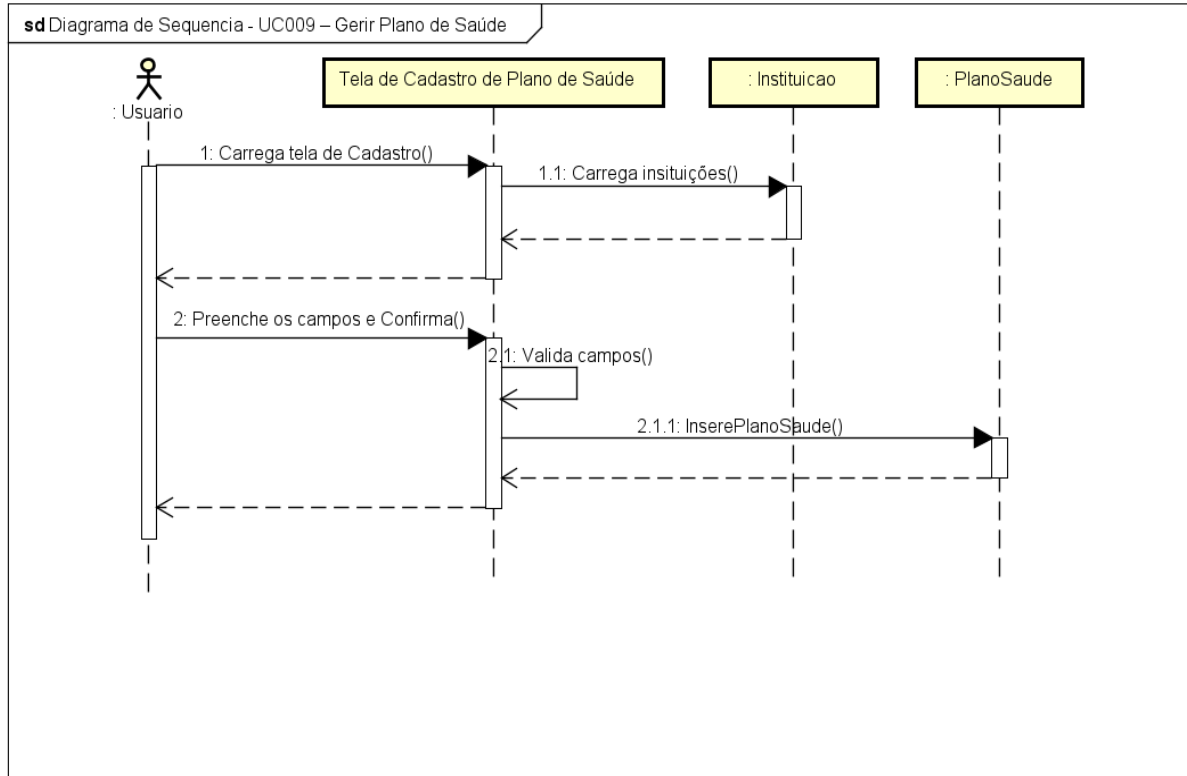 sd Diagrama de Sequencia - UC009 – Gerir Plano de Saúde
: Usuario
Tela de Cadastro de Plano de Saúde
: Instituicao
: PlanoSaude
1: Carrega tela de Cadastro()
1.1: Carrega insituições()
2: Preenche os campos e Confirma()
2.1: Valida campos()
2.1.1: InserePlanoSaude()